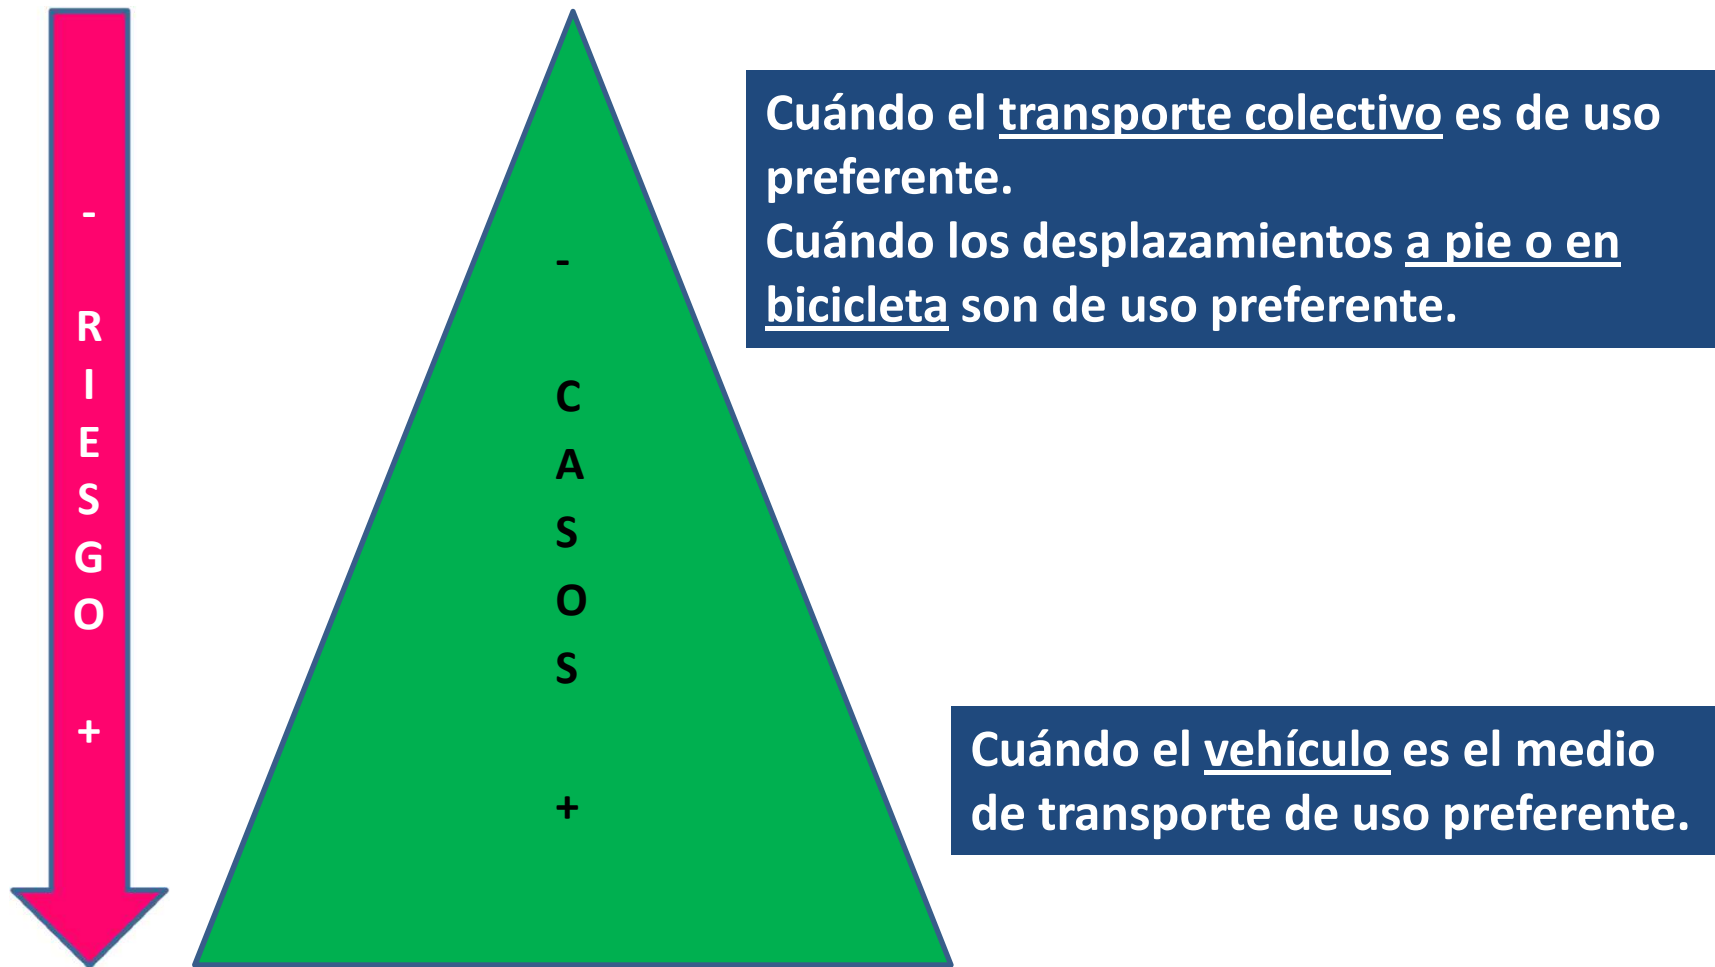 -
R
I
E
S
G
O
+
-
C
A
S
O
S
+
Cuándo el transporte colectivo es de uso
preferente.
Cuándo los desplazamientos a pie o en
bicicleta son de uso preferente.
Cuándo el vehículo es el medio
de transporte de uso preferente.